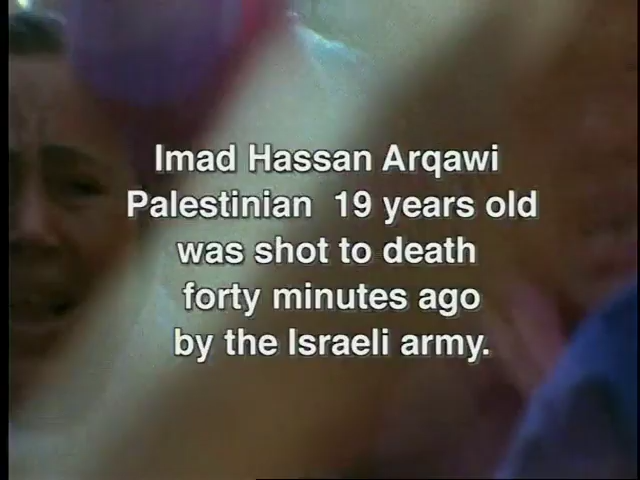 Imad Hassan Arqawi
Palestinian 19 years old
was shot to death
forty minutes ago
by the Israeli army.